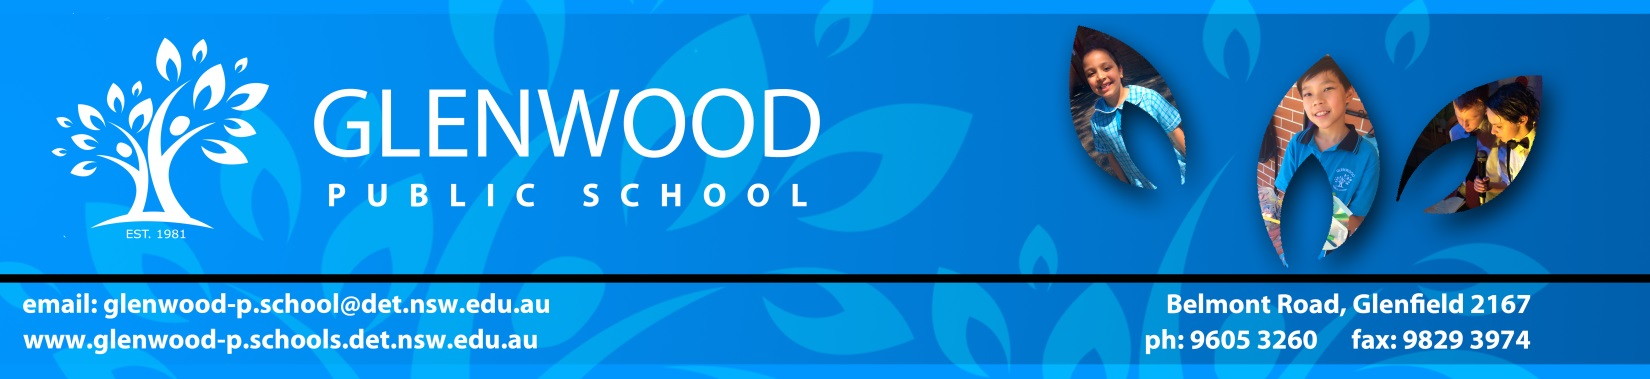 GLENWOOD
PUBLIC SCHOOL
EST. 1981
email: glenwood-p.school@det.nsw.edu.au
www.glenwood-p.schools.det.nsw.edu.au
Belmont Road, Glenfield 2167
ph: 9605 3260 fax: 9829 3974